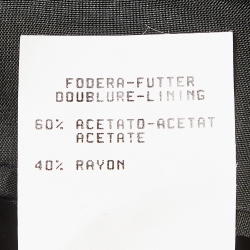 FODERA-FUTTER
DOUBLURE-LINING
60% ACETATO-ACETAT
ACETATE
40% RAYON